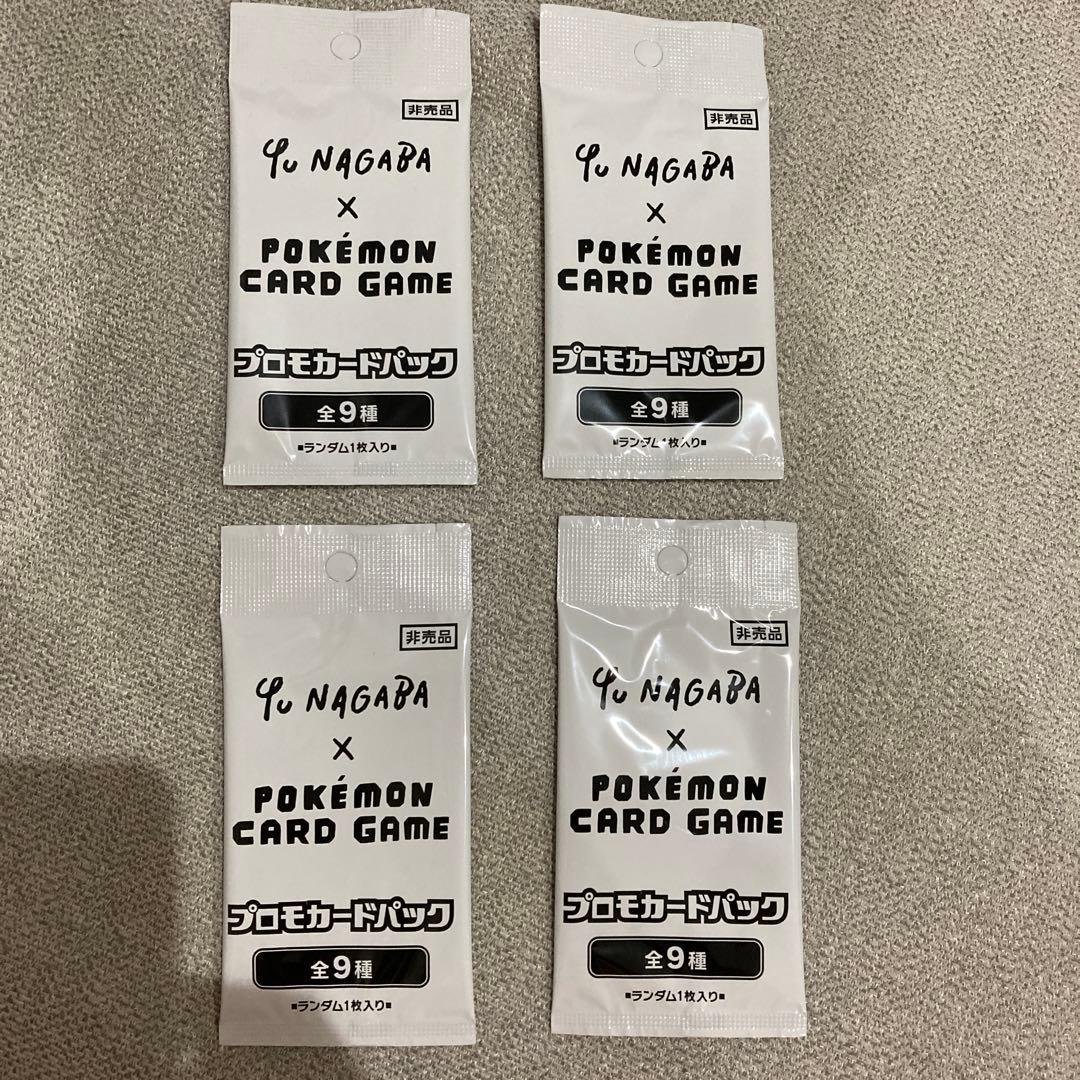 非売品
Yu NAGABA
×
POKÉMON
CARD GAME
プロモカードパック
全9種
■ランダム1枚入り■
非売品
Yu NAGABA
×
POKÉMON
CARD GAME
プロモカードパック
全9種
■ランダム1枚入り■
非売品
Yu NAGABA
×
POKÉMON
CARD GAME
プロモカードパック
全9種
■ランダム1枚入り■
非売品
Yu NAGABA
×
POKÉMON
CARD GAME
プロモカードパック
全9種
■ランダム1枚入り■